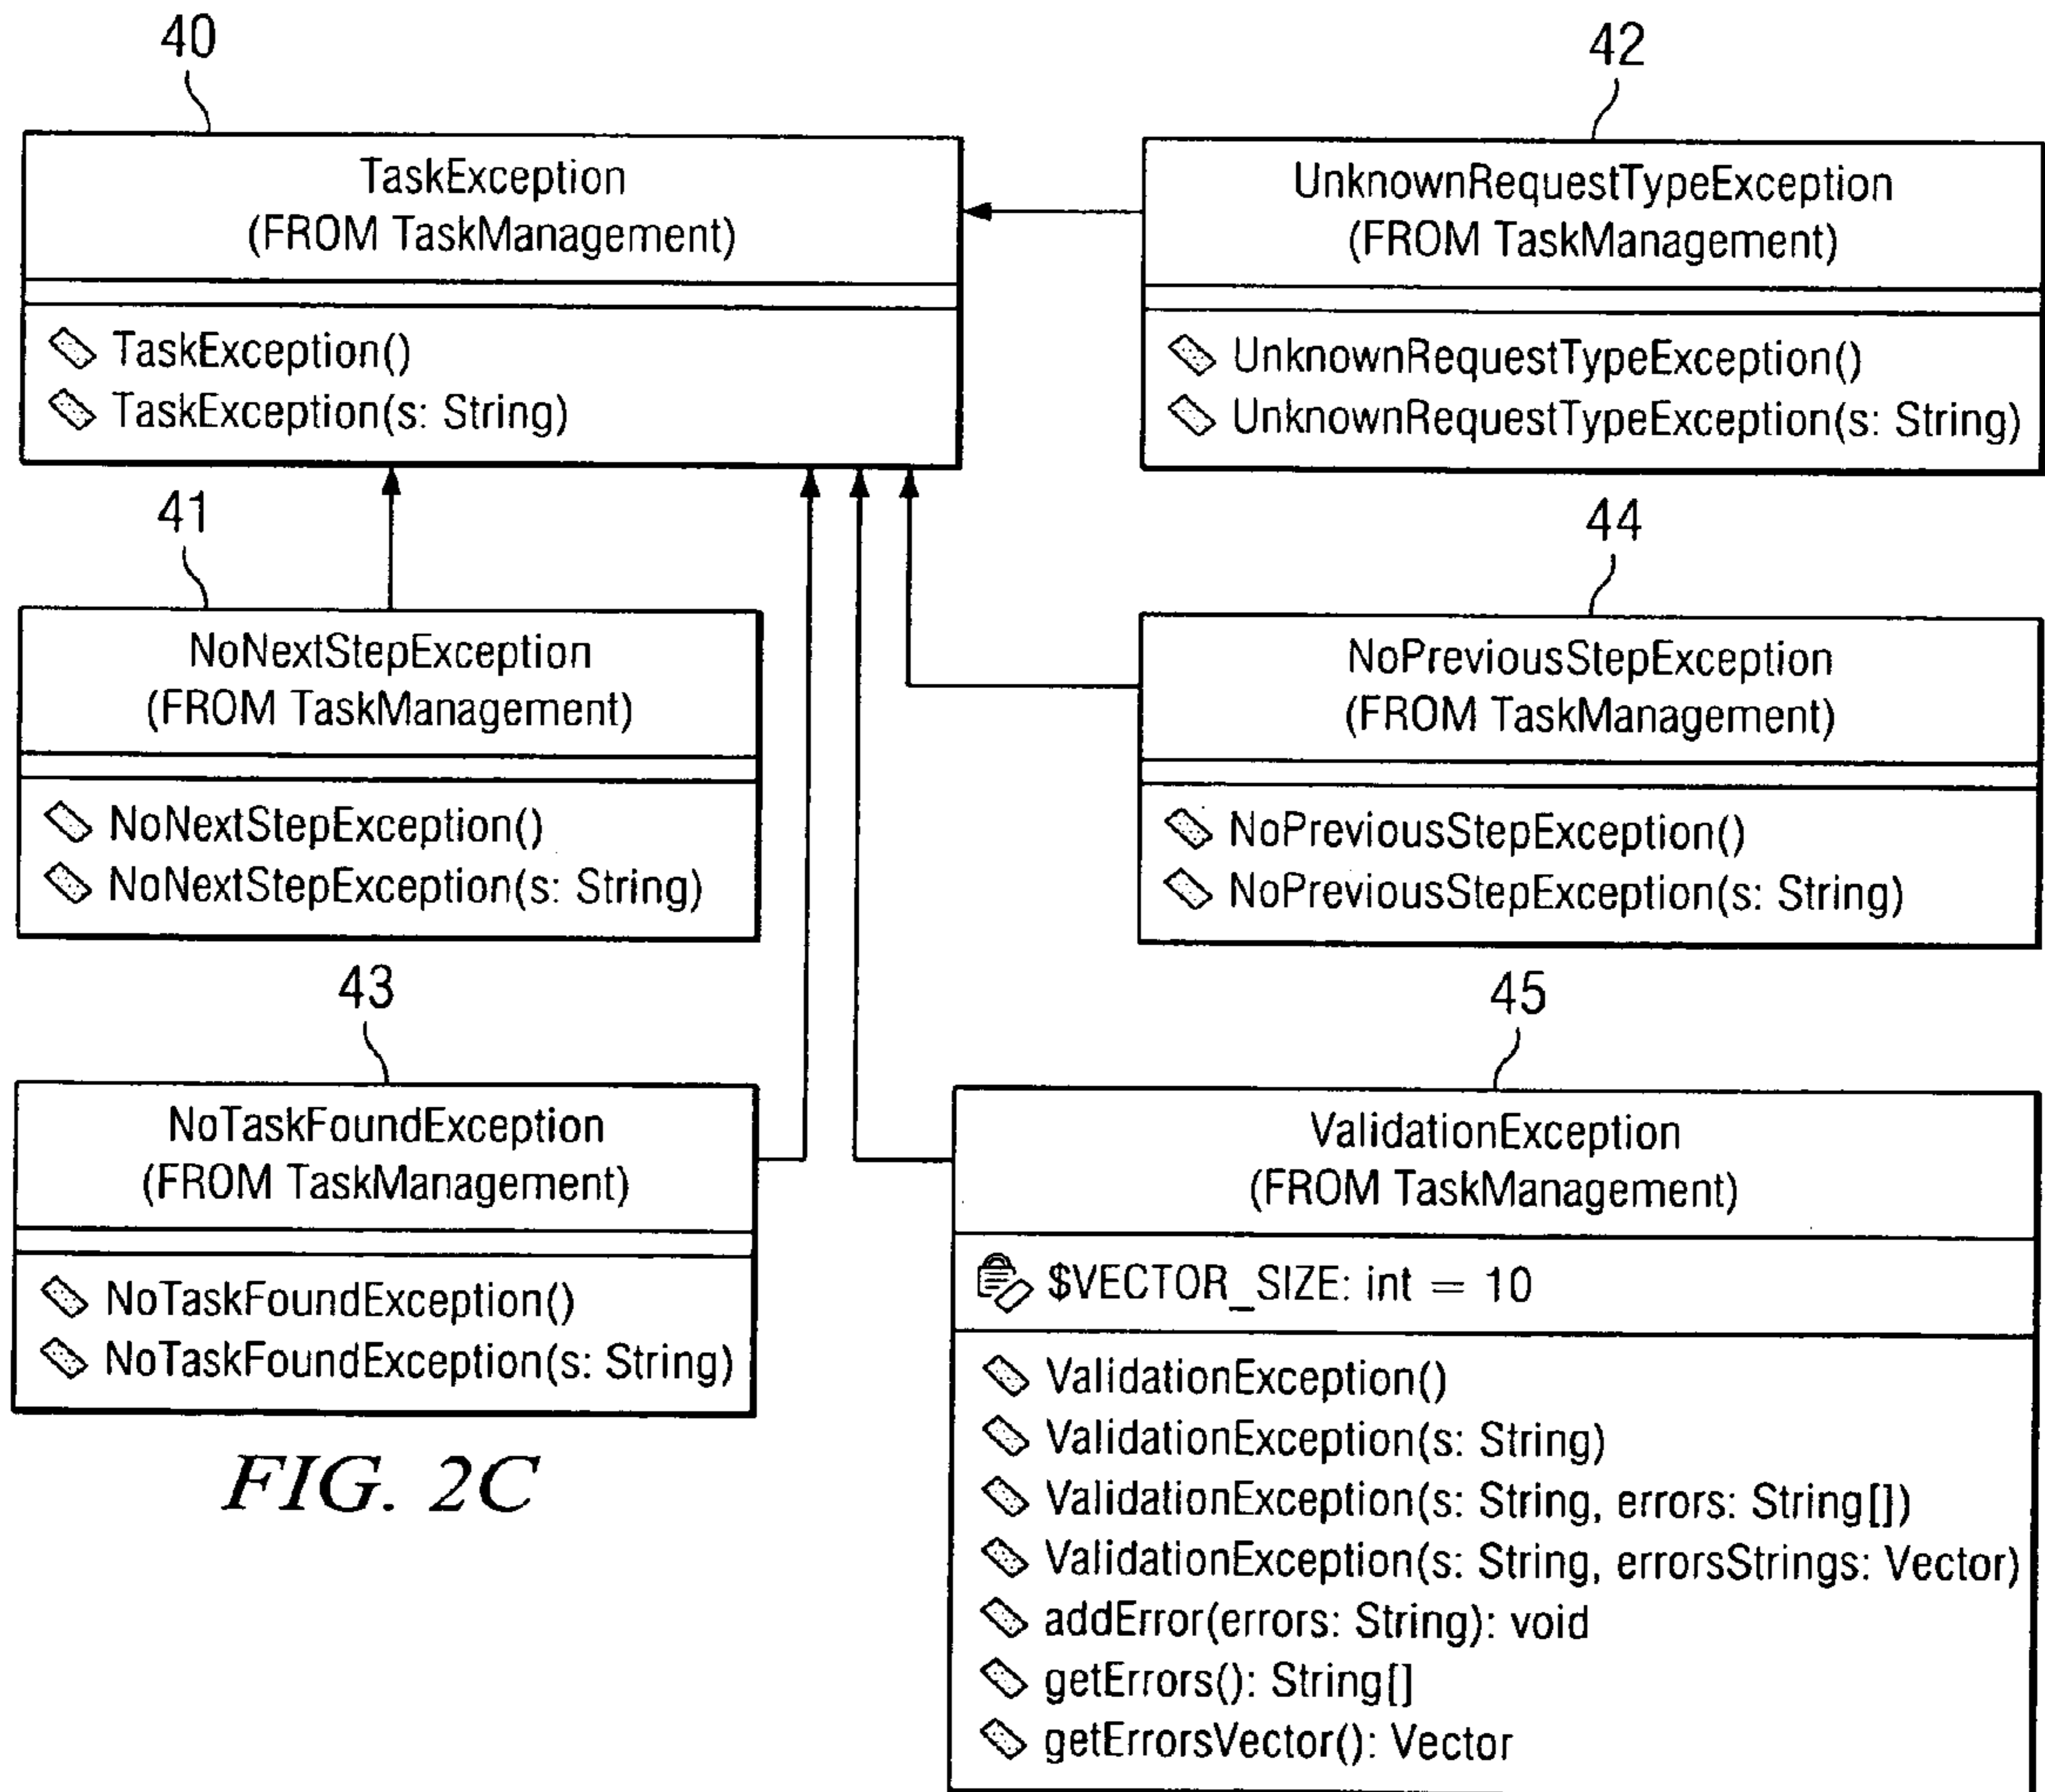 40
TaskException
(FROM TaskManagement)
TaskException()
TaskException(s: String)
42
UnknownRequestTypeException
(FROM TaskManagement)
UnknownRequestTypeException()
UnknownRequestTypeException(s: String)
41
NoNextStepException
(FROM TaskManagement)
NoNextStepException()
NoNextStepException(s: String)
44
NoPreviousStepException
(FROM TaskManagement)
NoPreviousStepException()
NoPreviousStepException(s: String)
43
NoTaskFoundException
(FROM TaskManagement)
NoTaskFoundException()
NoTaskFoundException(s: String)
45
ValidationException
(FROM TaskManagement)
$VECTOR_SIZE: int = 10
ValidationException()
ValidationException(s: String)
ValidationException(s: String, errors: String[])
ValidationException(s: String, errorsStrings: Vector)
addError(errors: String): void
getErrors(): String[]
getErrorsVector(): Vector
FIG. 2C